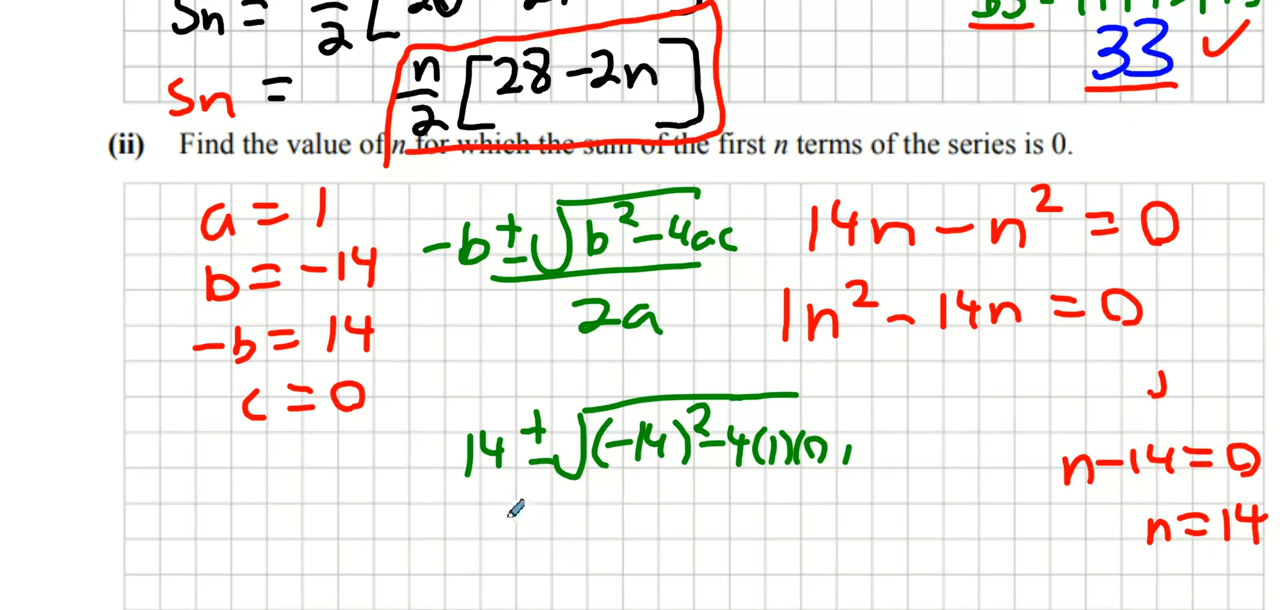 Sn = n/2 [
33 ✓
Sn = n/2 [28 - 2n]
(ii) Find the value of n for which the sum of the first n terms of the series is 0.
a = 1
b = -14
-b = 14
c = 0
-b ± √b² - 4ac
2a
14n - n² = 0
1n² - 14n = 0
14 ± √(-14)² - 4(1)(0)
n - 14 = 0
n = 14